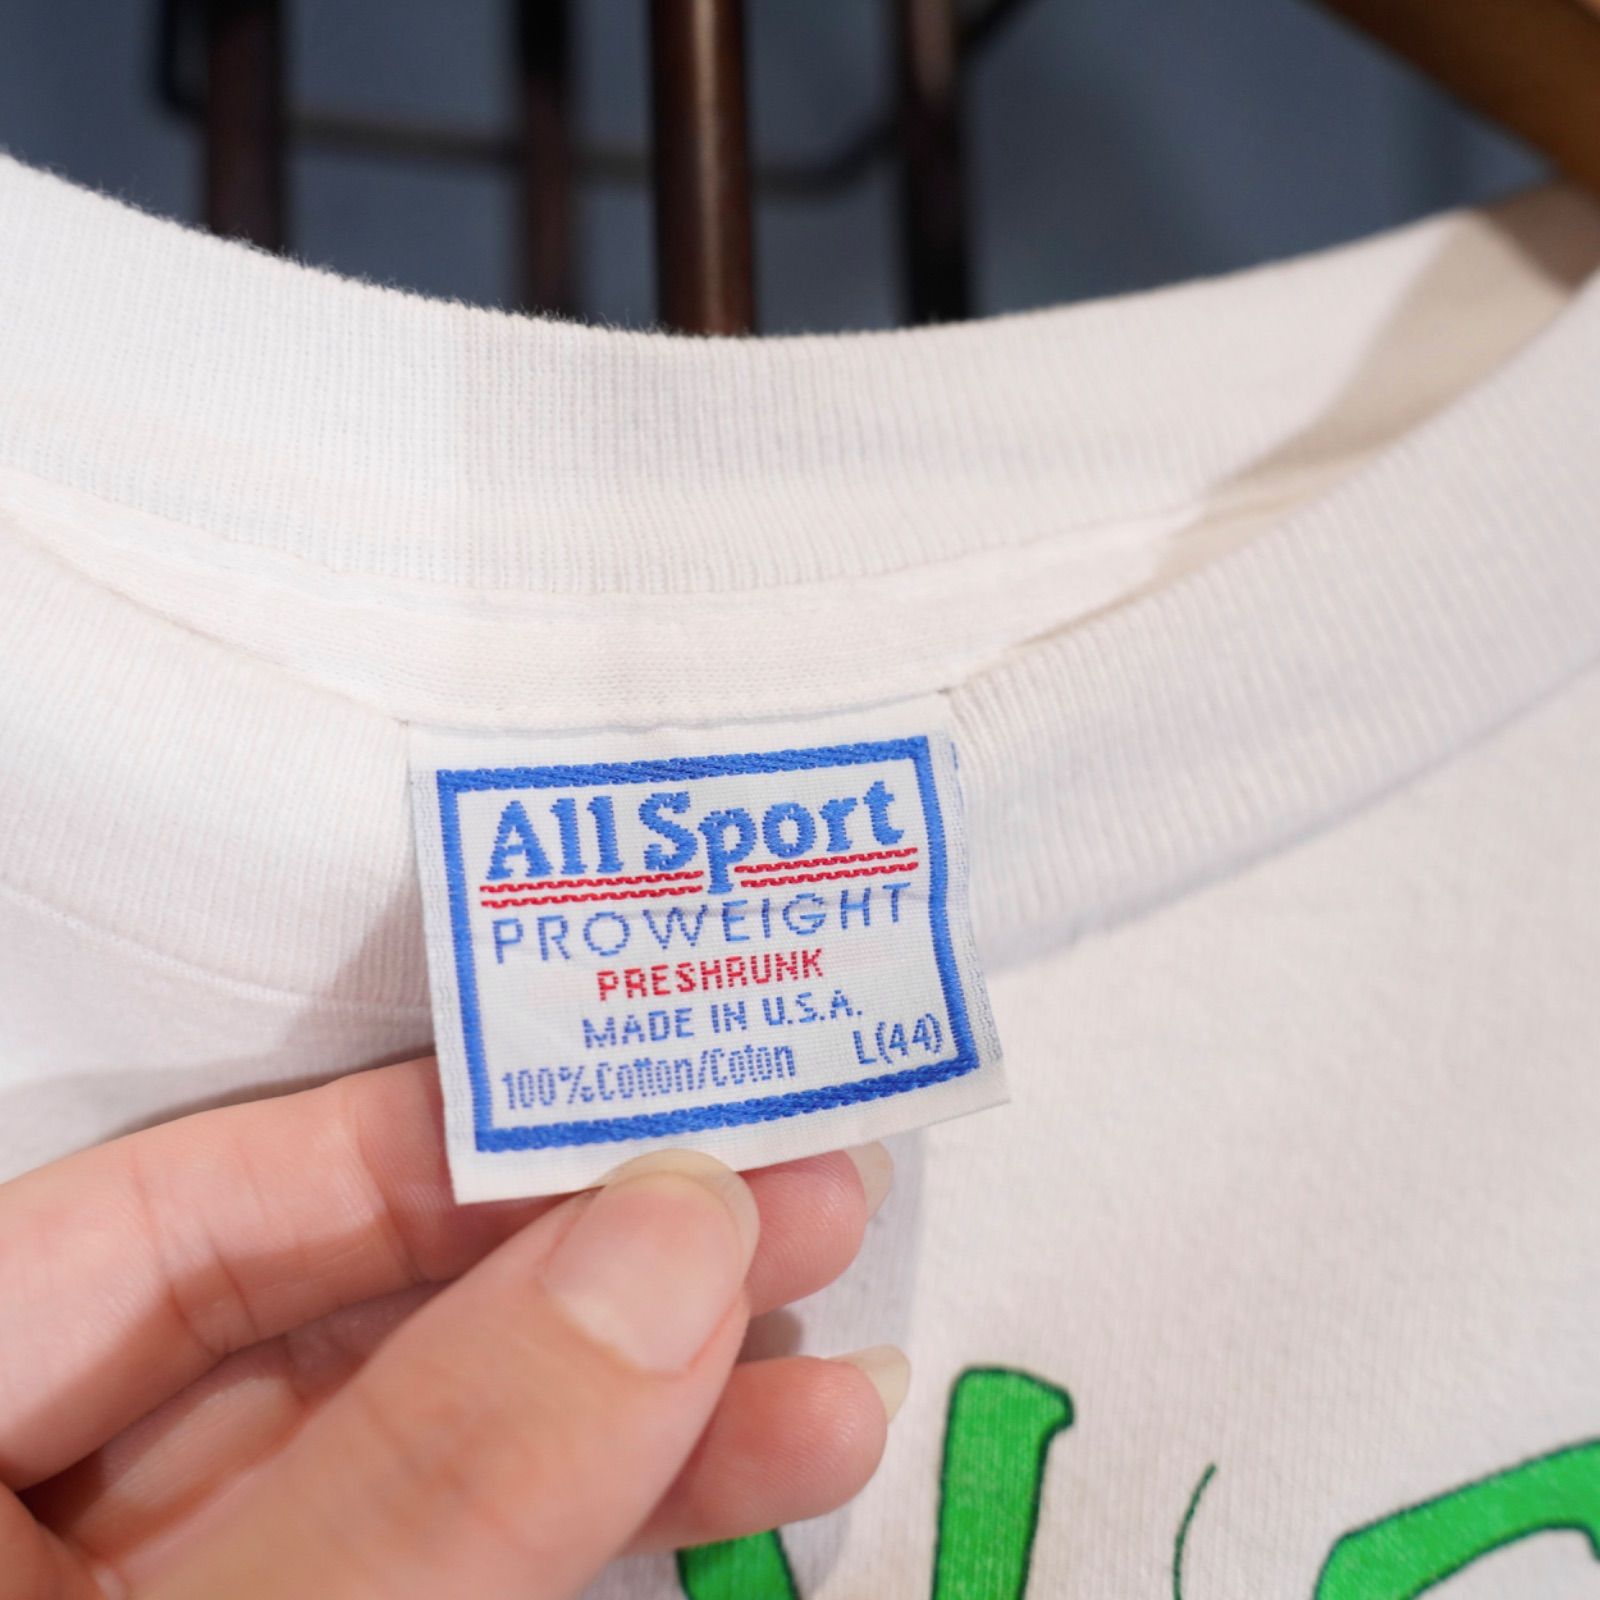 All Sport
PROWEIGHT
PRESHRUNK
MADE IN U.S.A.
100% Cotton/Coton L(44)